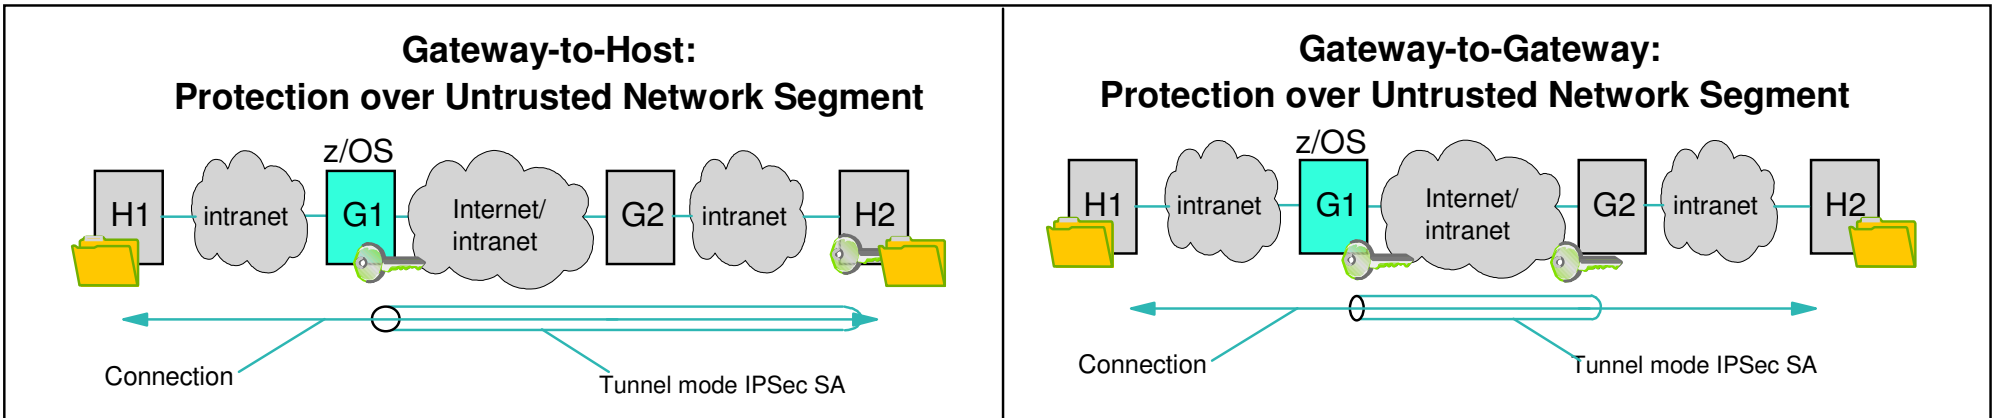 Gateway-to-Host:
Protection over Untrusted Network Segment
z/OS
H1
intranet
G1
Internet/
intranet
G2
intranet
H2
Connection
Tunnel mode IPSec SA
Gateway-to-Gateway:
Protection over Untrusted Network Segment
z/OS
H1
intranet
G1
Internet/
intranet
G2
intranet
H2
Connection
Tunnel mode IPSec SA